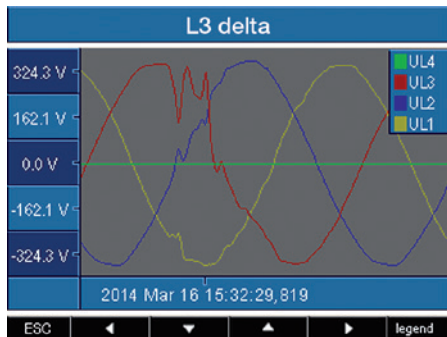 L3 delta
324.3 V
162.1 V
0.0 V
-162.1 V
-324.3 V
UL4
UL3
UL2
UL1
2014 Mar 16 15:32:29,819
ESC
legend